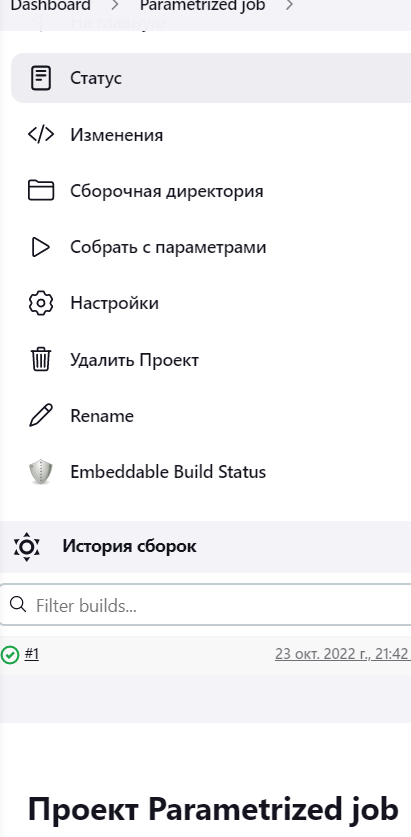 Dashboard > Parametrized job >
Статус
Изменения
Сборочная директория
Собрать с параметрами
Настройки
Удалить Проект
Rename
Embeddable Build Status
История сборок
Filter builds...
#1 23 окт. 2022 г., 21:42
Проект Parametrized job